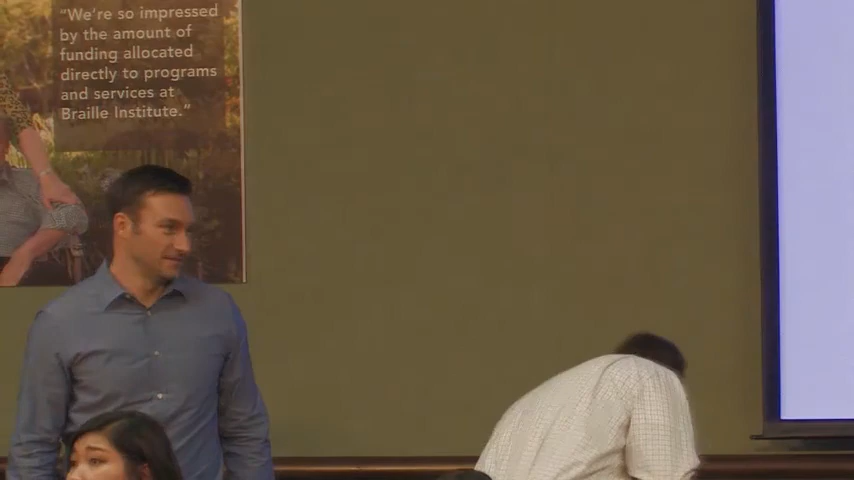 "We're so impressed
by the amount of
funding allocated
directly to programs
and services at
Braille Institute."